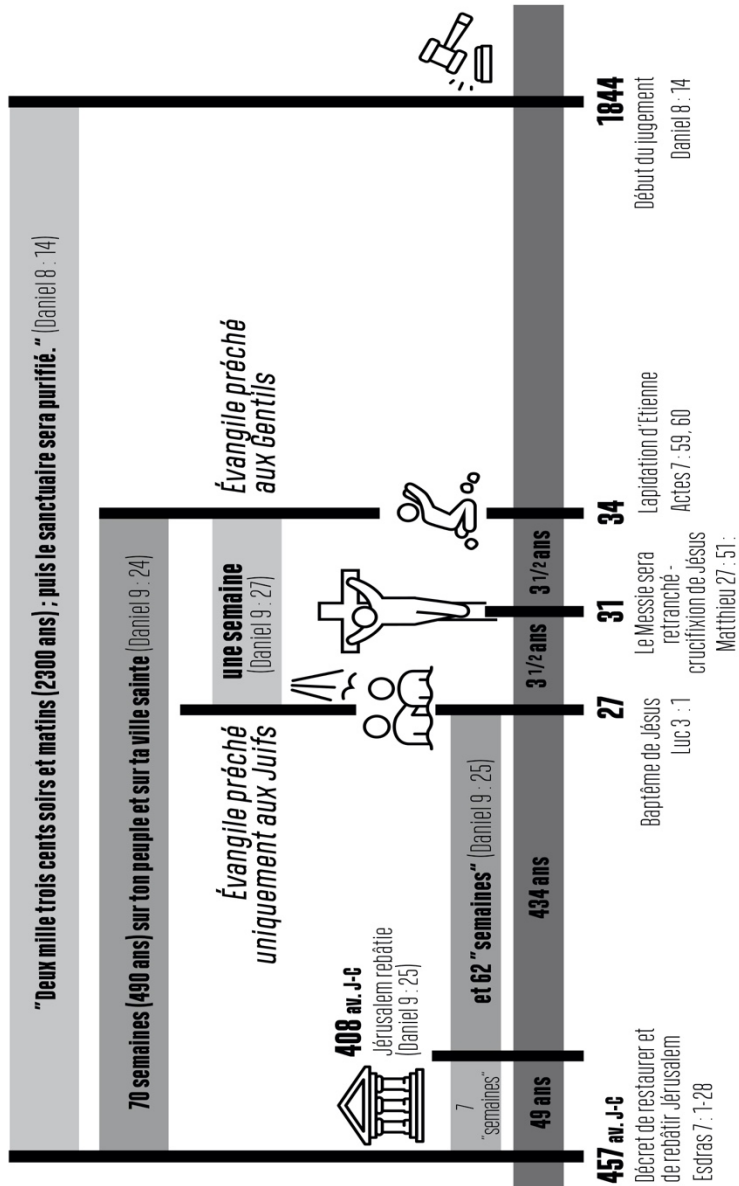 "Deux mille trois cents soirs et matins (2300 ans) ; puis le sanctuaire sera purifié." (Daniel 8 : 14)
70 semaines (490 ans) sur ton peuple et sur ta ville sainte (Daniel 9 : 24)
Évangile préché
uniquement aux Juifs
une semaine
(Daniel 9 : 27)
Évangile préché
aux Gentils
408 av. J-C
Jérusalem rebâtie
(Daniel 9 : 25)
7
"semaines"
et 62 "semaines" (Daniel 9 : 25)
49 ans
434 ans
3 1/2 ans
3 1/2 ans
457 av. J-C
Décret de restaurer et
de rebâtir Jérusalem
Esdras 7 : 1-28
27
Baptême de Jésus
Luc 3 : 1
31
Le Messie sera
retranché -
crucifixion de Jésus
Matthieu 27 : 51 :
34
Lapidation d'Etienne
Actes 7 : 59, 60
1844
Début du jugement
Daniel 8 : 14